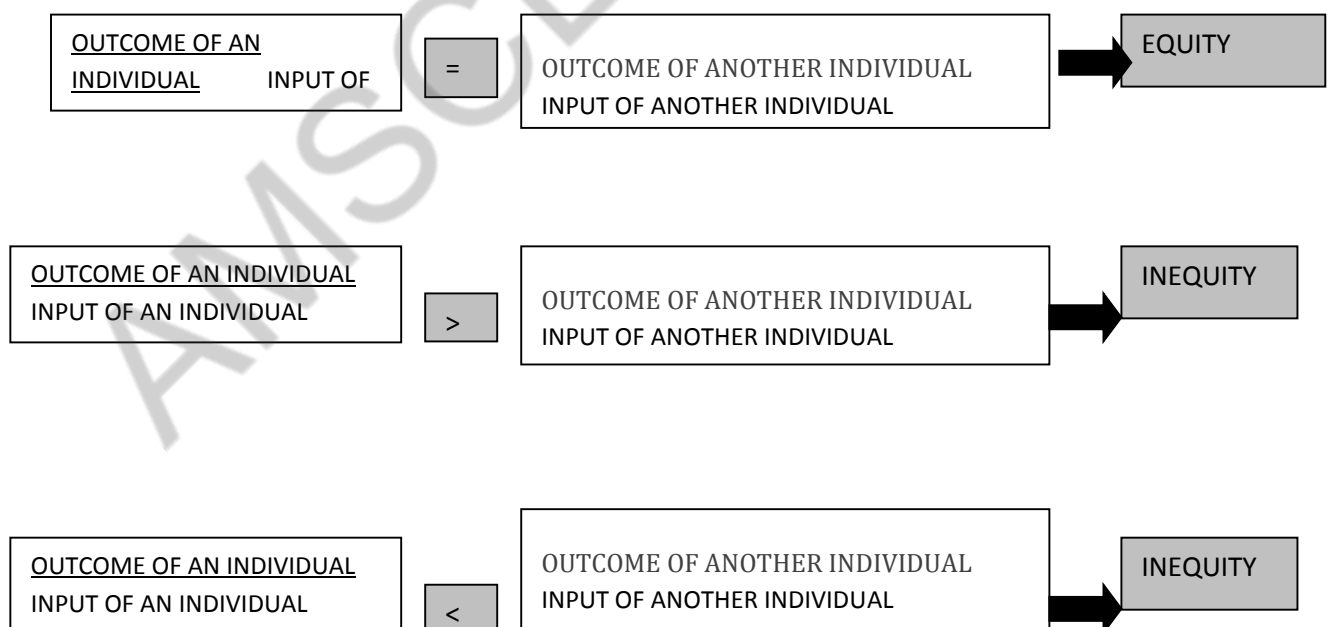 OUTCOME OF AN
INDIVIDUAL INPUT OF
=
OUTCOME OF ANOTHER INDIVIDUAL
INPUT OF ANOTHER INDIVIDUAL
EQUITY
OUTCOME OF AN INDIVIDUAL
INPUT OF AN INDIVIDUAL
>
OUTCOME OF ANOTHER INDIVIDUAL
INPUT OF ANOTHER INDIVIDUAL
INEQUITY
OUTCOME OF AN INDIVIDUAL
INPUT OF AN INDIVIDUAL
<
OUTCOME OF ANOTHER INDIVIDUAL
INPUT OF ANOTHER INDIVIDUAL
INEQUITY